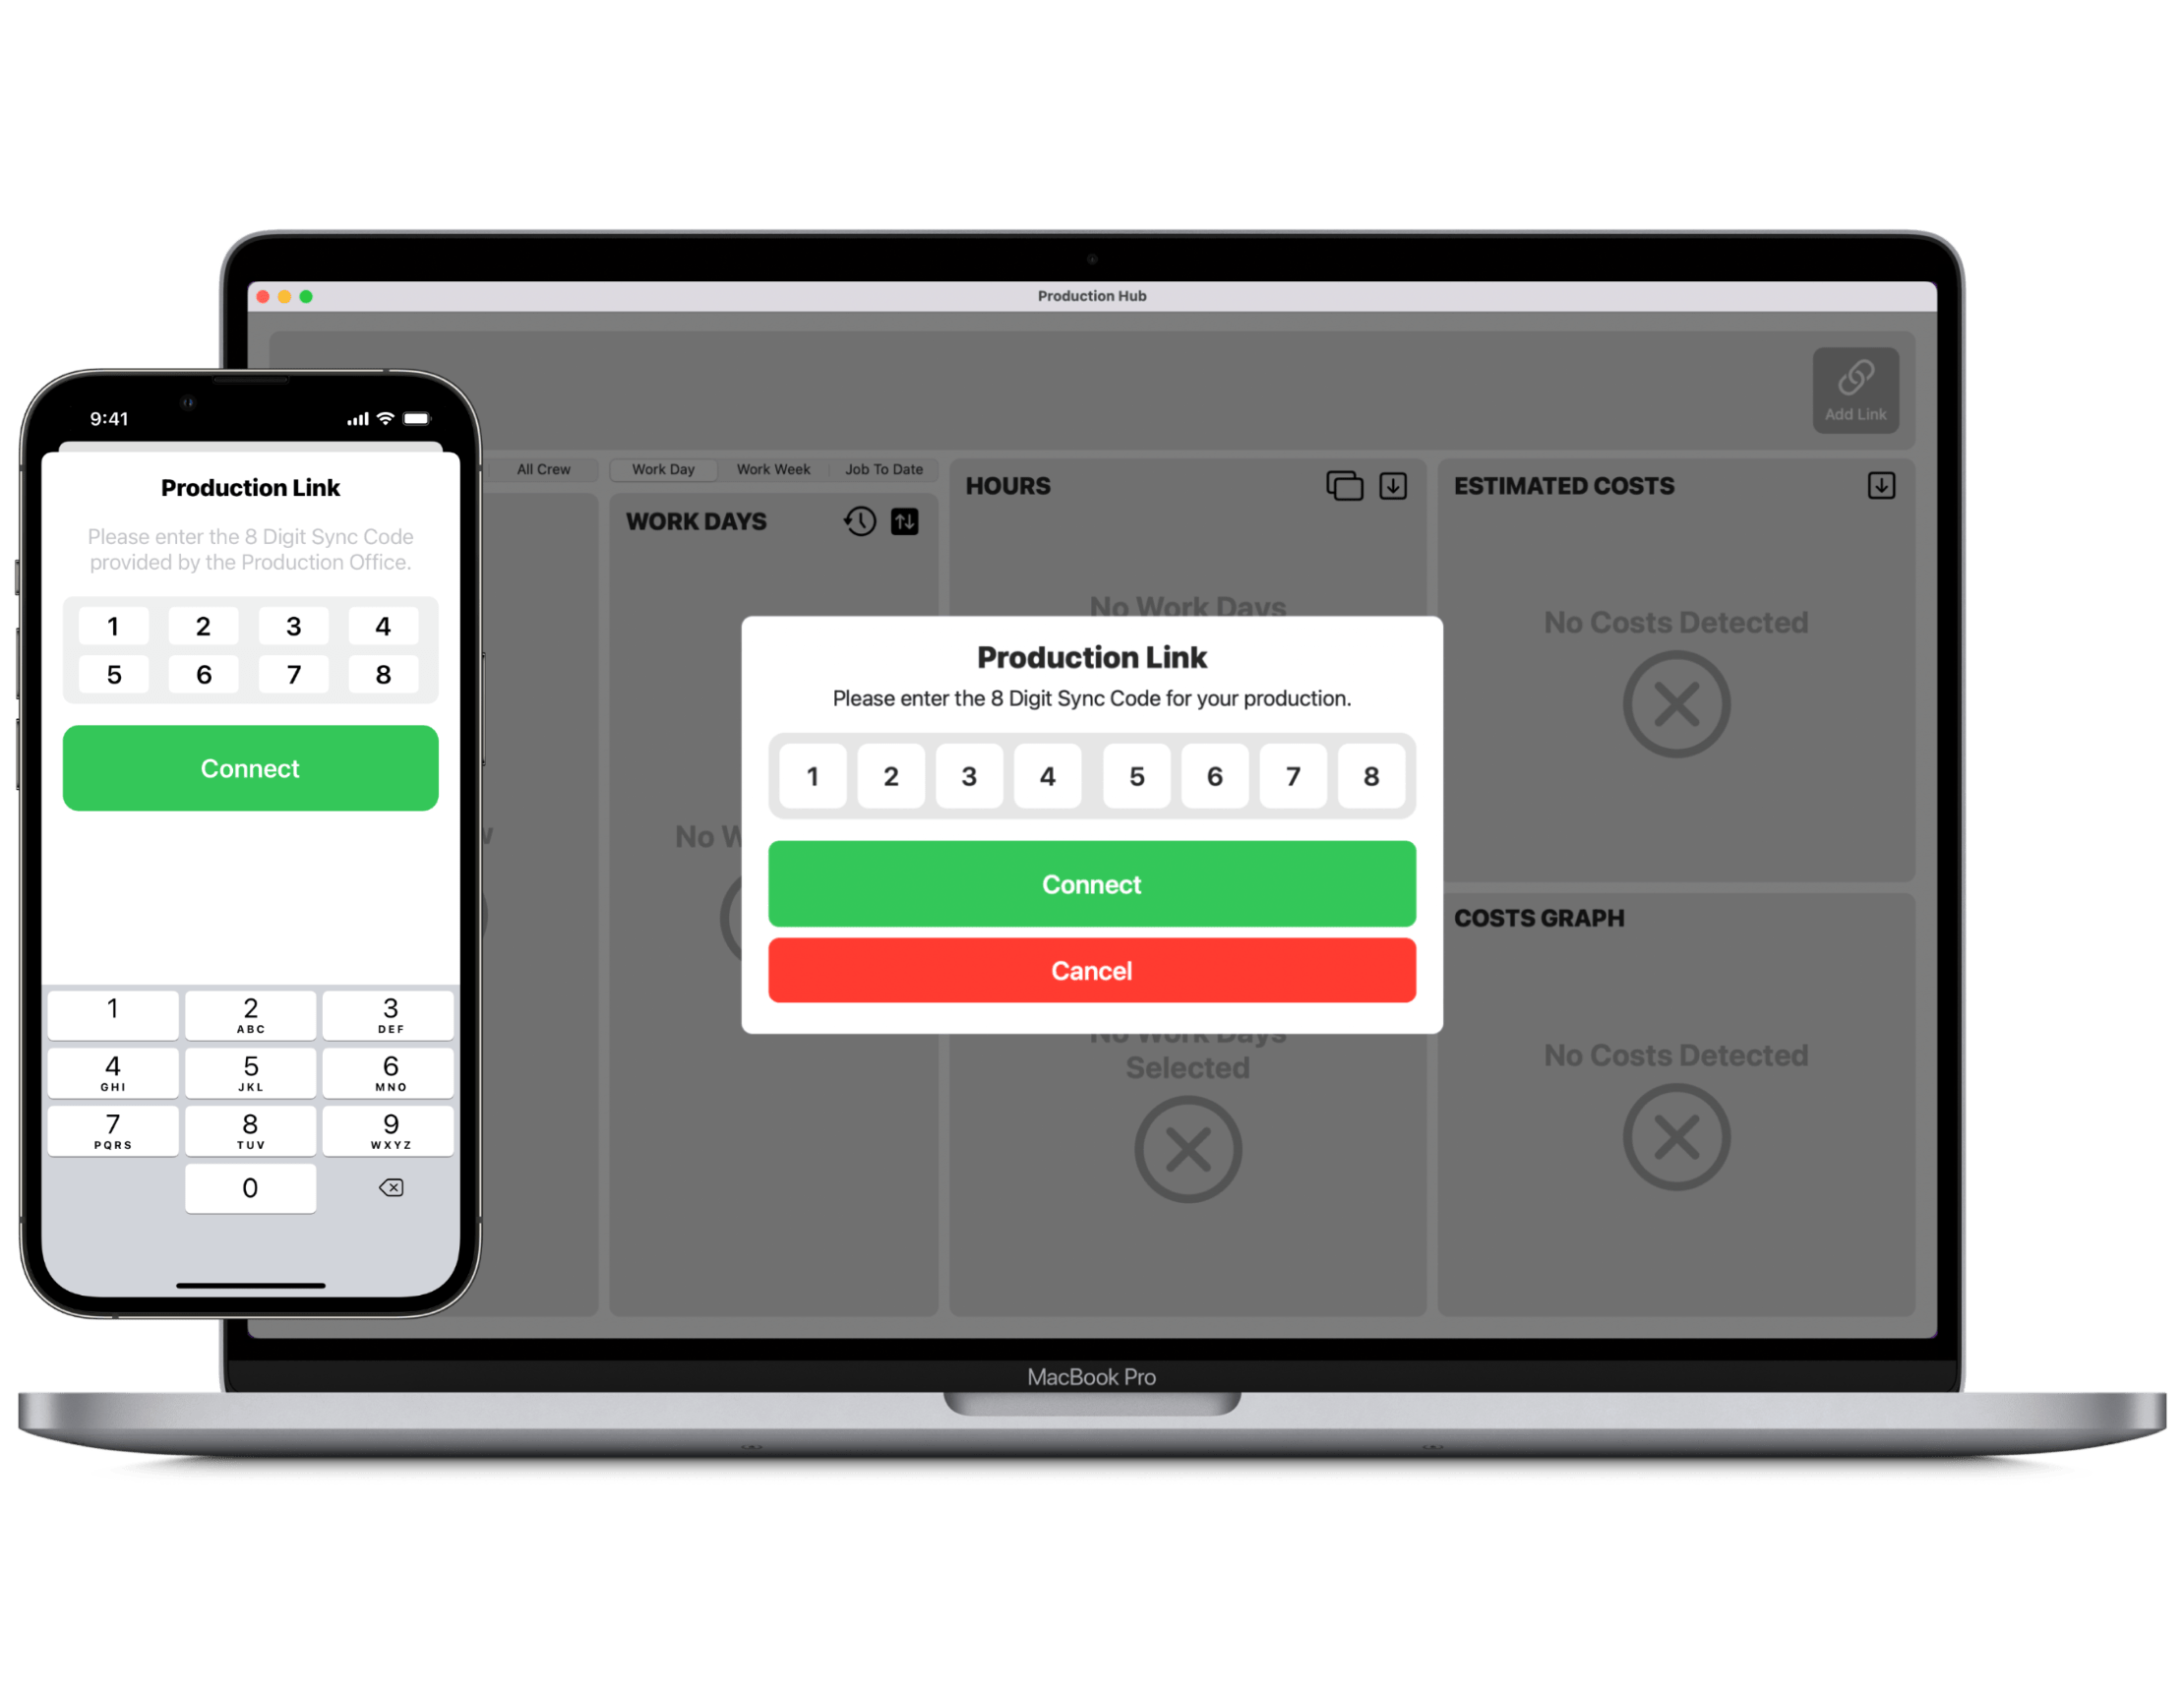 Production Hub
Add Link
All Crew
Work Day
Work Week
Job To Date
WORK DAYS
HOURS
No Work Days
ESTIMATED COSTS
No Costs Detected
COSTS GRAPH
No Costs Detected
No
No Work Days
Selected
Production Link
Please enter the 8 Digit Sync Code for your production.
1 2 3 4 5 6 7 8
Connect
Cancel
MacBook Pro
9:41
Production Link
Please enter the 8 Digit Sync Code
provided by the Production Office.
1 2 3 4
5 6 7 8
Connect
1 2 3
ABC DEF
4 5 6
GHI JKL MNO
7 8 9
PQRS TUV WXYZ
0